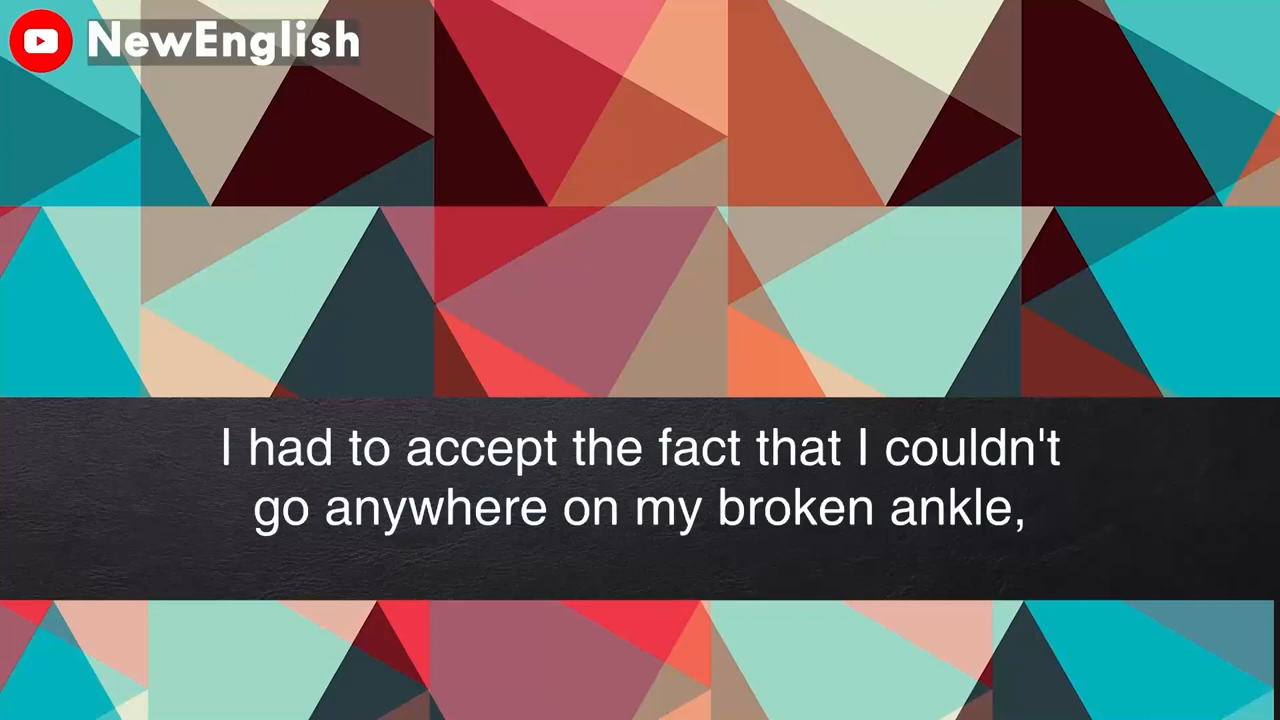 NewEnglish
I had to accept the fact that I couldn't
go anywhere on my broken ankle,